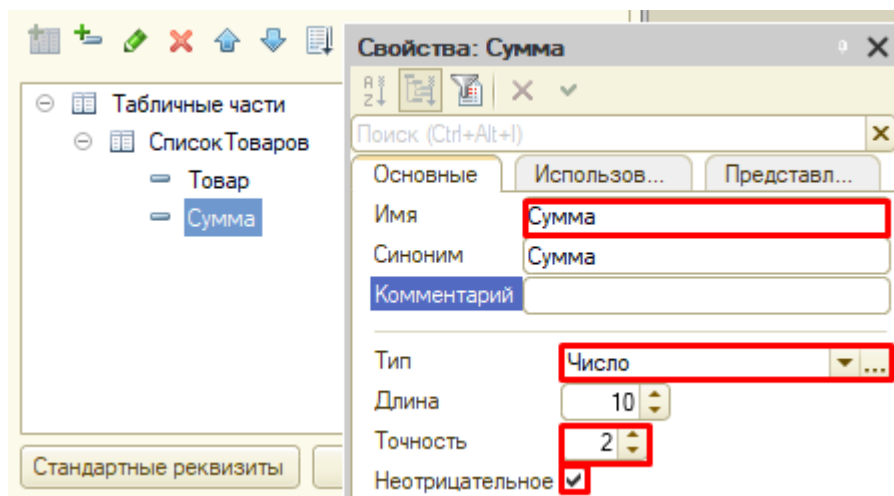 Свойства: Сумма
Поиск (Ctrl+Alt+I)
Табличные части
СписокТоваров
Товар
Сумма
Стандартные реквизиты
Основные Использов... Представл...
Имя Сумма
Синоним Сумма
Комментарий
Тип Число ...
Длина 10
Точность 2
Неотрицательное